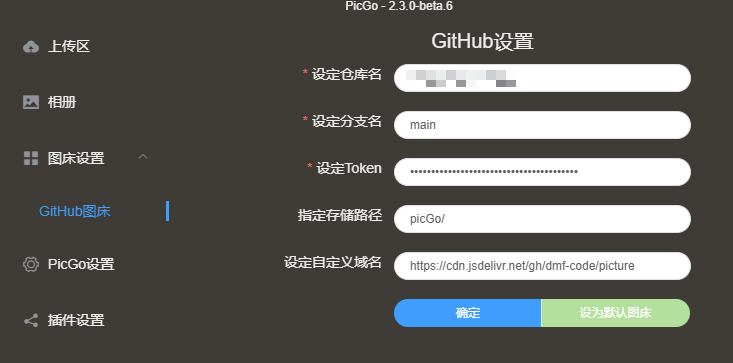 PicGo - 2.3.0-beta.6
上传区
相册
图床设置
GitHub图床
PicGo设置
插件设置
GitHub设置
* 设定仓库名
* 设定分支名 main
* 设定Token ••••••••••••••••••••••••••••••••••••••••
指定存储路径 picGo/
设定自定义域名 https://cdn.jsdelivr.net/gh/dmf-code/picture
确定 设为默认图床